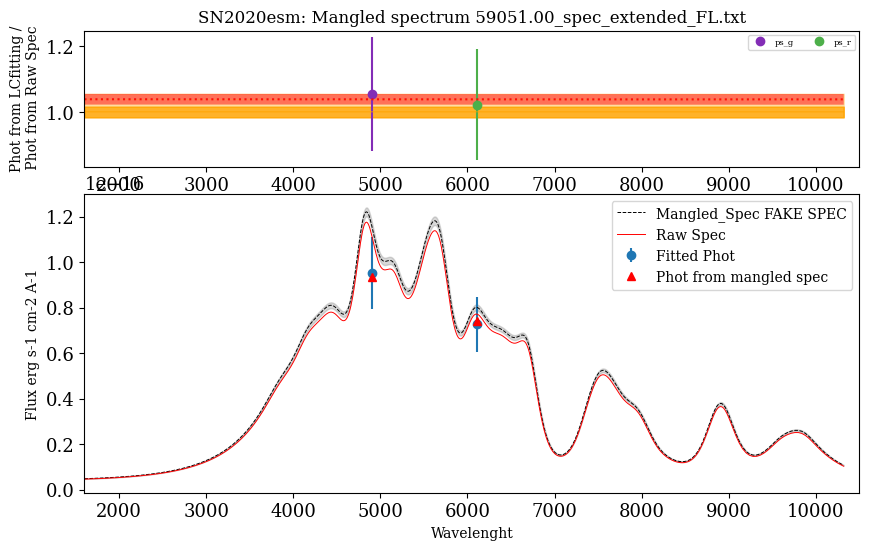 SN2020esm: Mangled spectrum 59051.00_spec_extended_FL.txt
Phot from LCfitting /
Phot from Raw Spec
1.2
1.0
ps_g ps_r
2000 3000 4000 5000 6000 7000 8000 9000 10000
1e−16
Flux erg s-1 cm-2 A-1
1.2
1.0
0.8
0.6
0.4
0.2
0.0
Mangled_Spec FAKE SPEC
Raw Spec
Fitted Phot
Phot from mangled spec
2000 3000 4000 5000 6000 7000 8000 9000 10000
Wavelenght